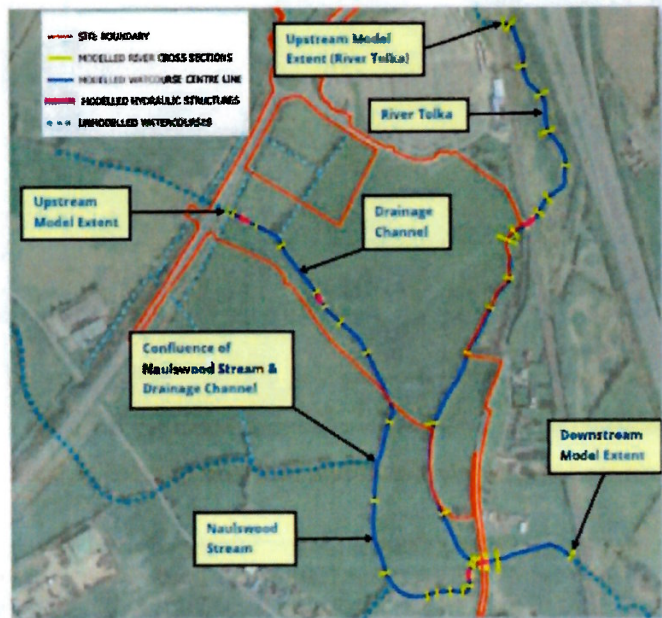 SITE BOUNDARY
MODELLED RIVER CROSS SECTIONS
MODELLED WATCOURSE CENTRE LINE
MODELLED HYDRAULIC STRUCTURES
UNMODELLED WATERCOURSES
Upstream Model
Extent (River Tolka)
River Tolka
Upstream
Model Extent
Drainage
Channel
Confluence of
Naulswood Stream &
Drainage Channel
Downstream
Model Extent
Naulswood
Stream